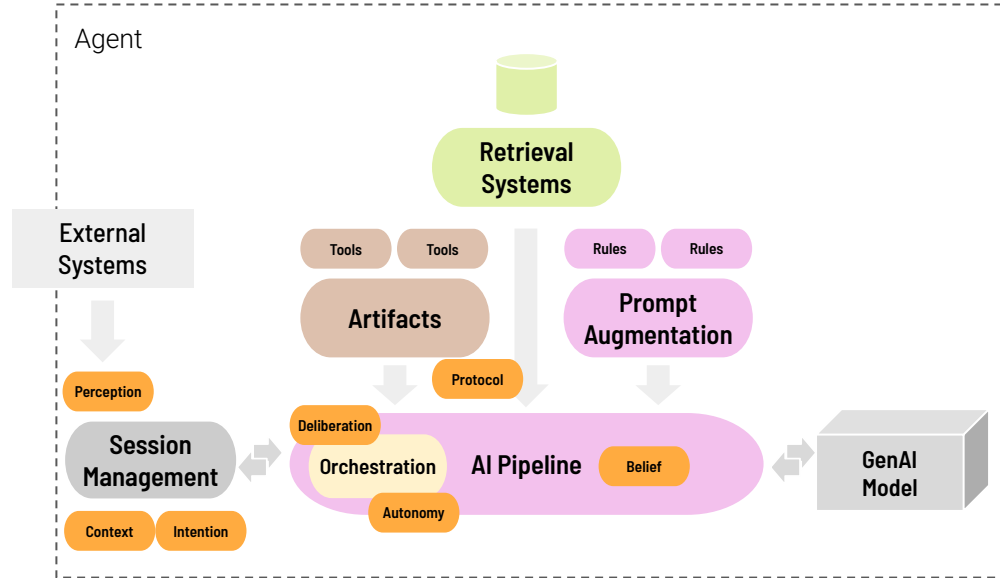 Agent
Retrieval
Systems
External
Systems
Tools
Tools
Rules
Rules
Artifacts
Prompt
Augmentation
Perception
Protocol
Deliberation
Session
Management
Orchestration
AI Pipeline
Belief
GenAI
Model
Autonomy
Context
Intention